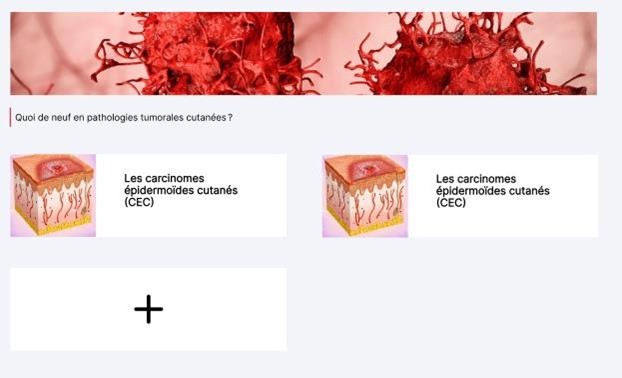 Quoi de neuf en pathologies tumorales cutanées ?
Les carcinomes
épidermoïdes cutanés
(CEC)
Les carcinomes
épidermoïdes cutanés
(CEC)